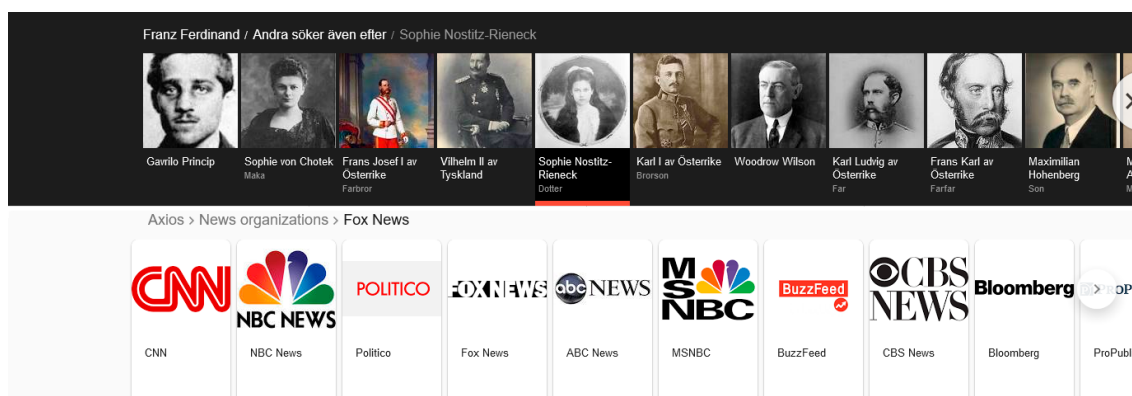 Franz Ferdinand / Andra söker även efter / Sophie Nostitz-Rieneck
Gavrilo Princip
Sophie von Chotek
Maka
Frans Josef I av
Österrike
Farbror
Vilhelm II av
Tyskland
Sophie Nostitz-
Rieneck
Dotter
Karl I av Österrike
Brorson
Woodrow Wilson
Karl Ludvig av
Österrike
Far
Frans Karl av
Österrike
Farfar
Maximilian
Hohenberg
Son
Axios > News organizations > Fox News
CNN
NBC NEWS
POLITICO
FOX NEWS
abc NEWS
MSNBC
BuzzFeed
CBS
NEWS
Bloomberg
CNN
NBC News
Politico
Fox News
ABC News
MSNBC
BuzzFeed
CBS News
Bloomberg
ProPubl